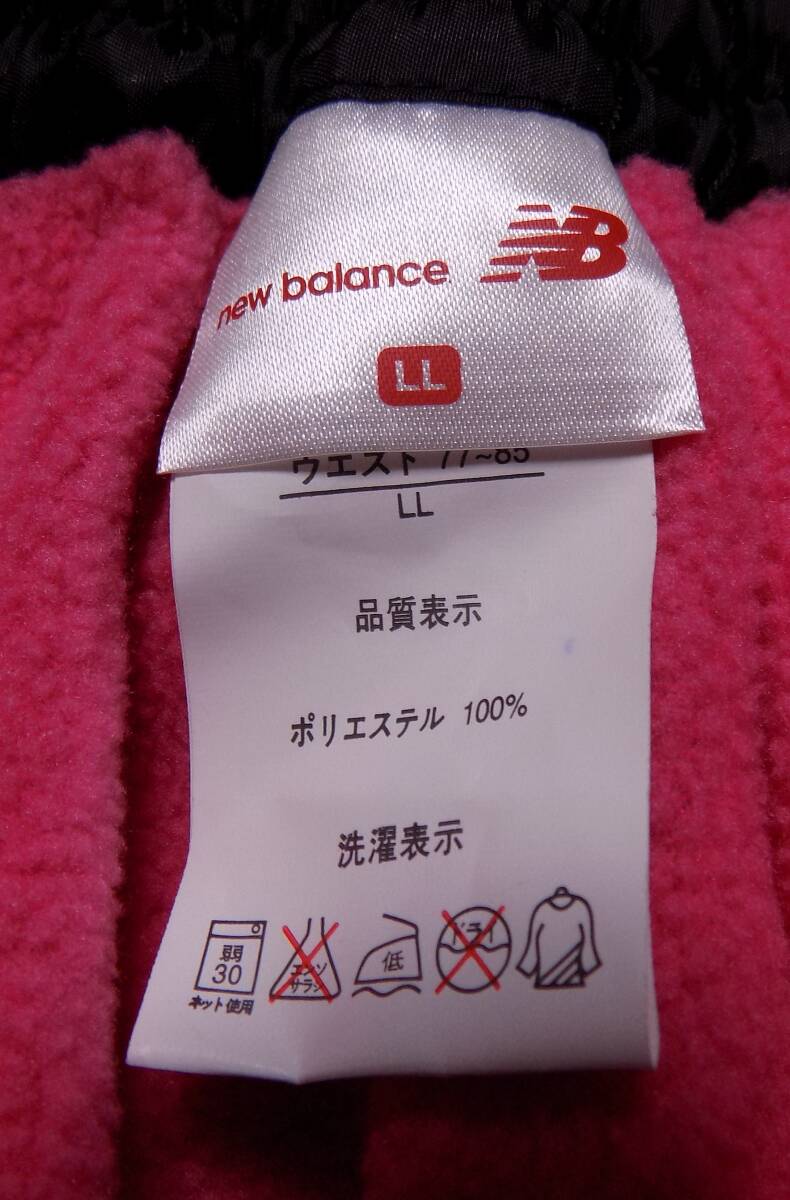 new balance NB
LL
ウエスト 77~85
LL
品質表示
ポリエステル 100%
洗濯表示
弱
30
ネット使用
エンソ
サラシ
低
ドライ